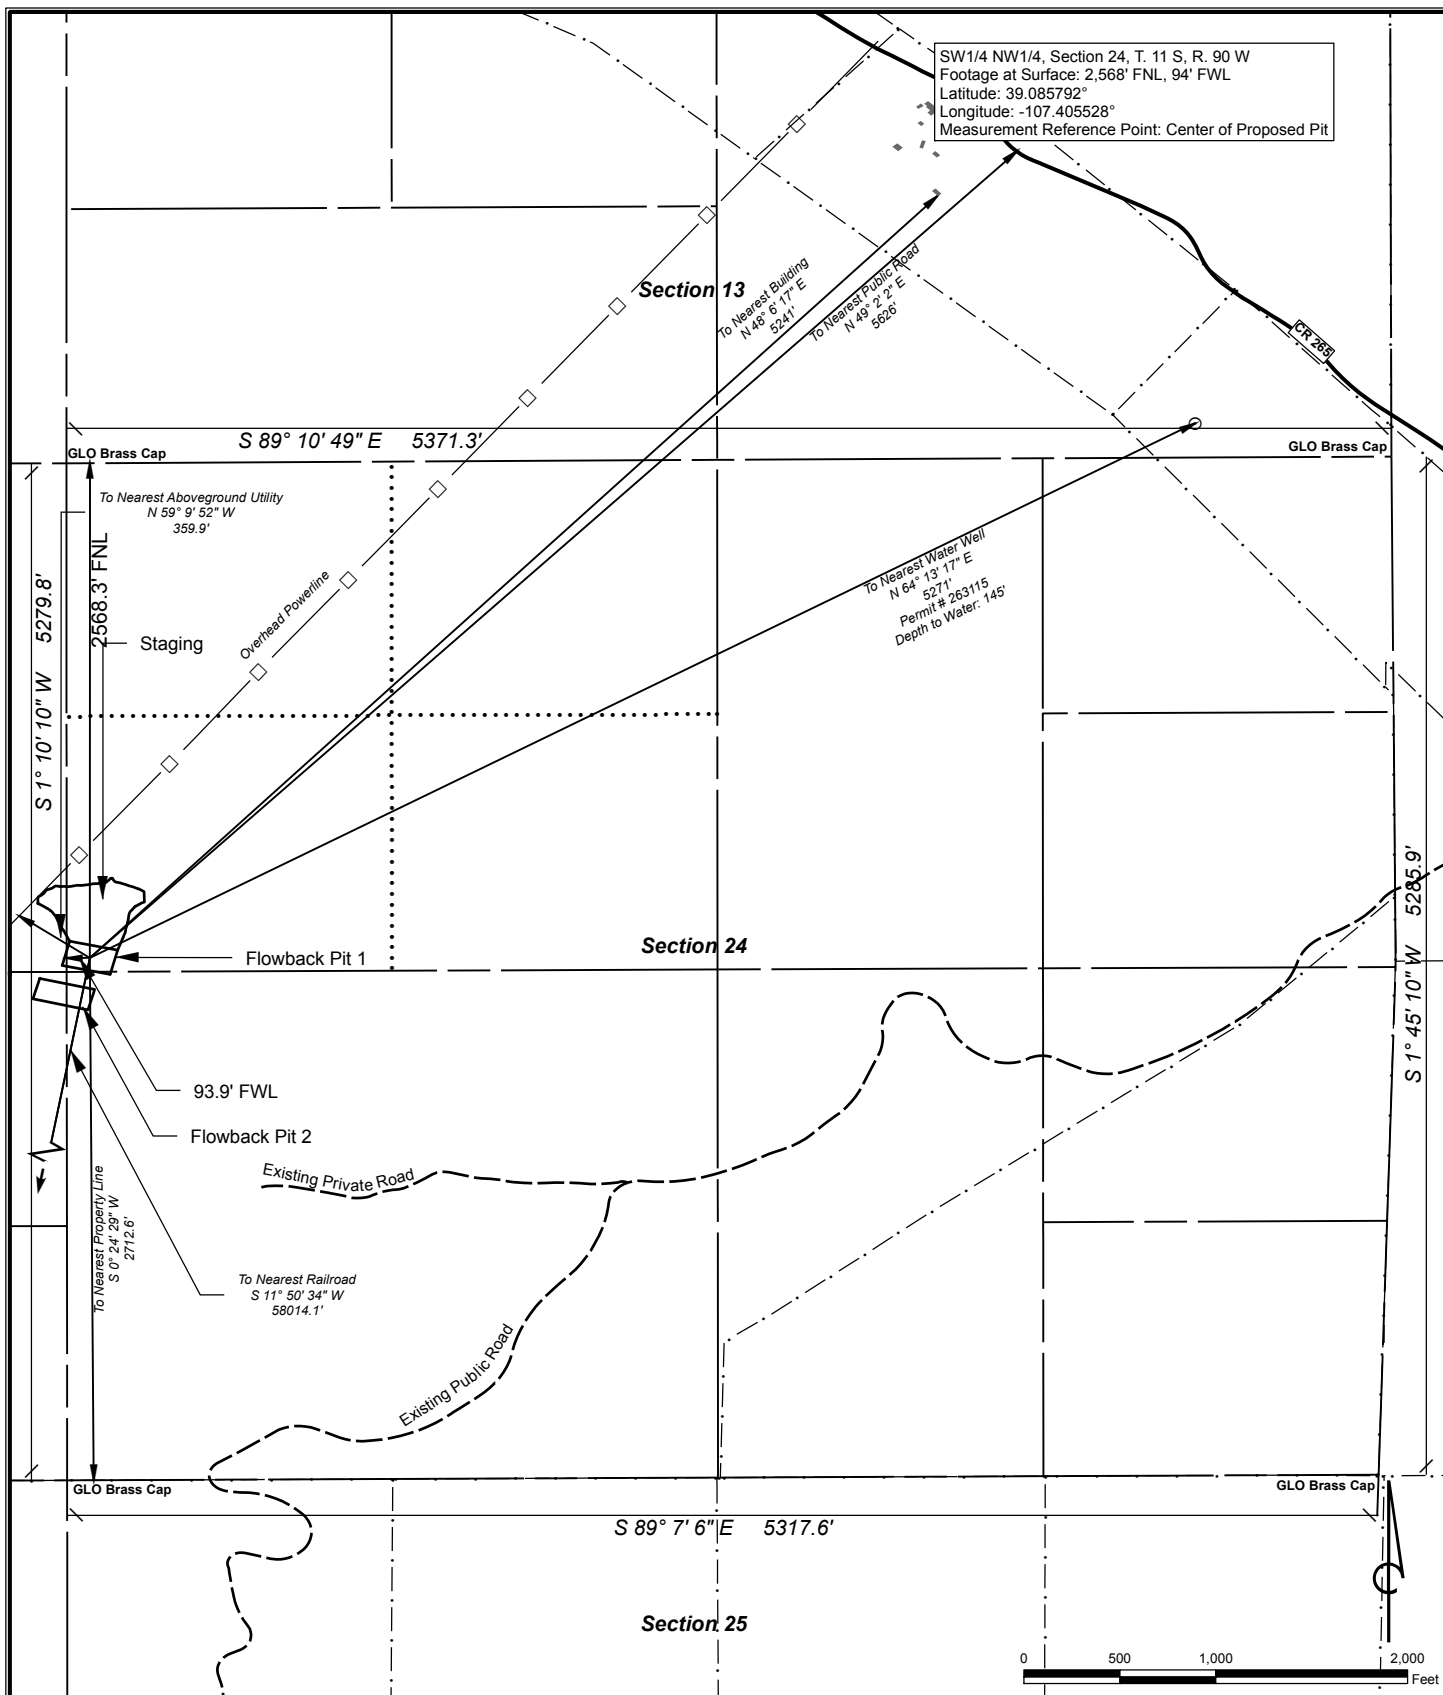 SW1/4 NW1/4, Section 24, T. 11 S, R. 90 W
Footage at Surface: 2,568' FNL, 94' FWL
Latitude: 39.085792°
Longitude: -107.405528°
Measurement Reference Point: Center of Proposed Pit
Section 13
To Nearest Building
N 48° 6' 17" E
5241'
To Nearest Public Road
N 49° 2' 2" E
5626'
CR 265
S 89° 10' 49" E 5371.3'
GLO Brass Cap
GLO Brass Cap
To Nearest Aboveground Utility
N 59° 9' 52" W
359.9'
2568.3' FNL
S 1° 10' 10" W 5279.8'
Staging
Overhead Powerline
To Nearest Water Well
N 64° 13' 17" E
5271'
Permit # 263115
Depth to Water: 145'
Section 24
Flowback Pit 1
S 1° 45' 10" W 5285.9'
93.9' FWL
Flowback Pit 2
Existing Private Road
To Nearest Property Line
S 0° 24' 29" W
2712.6'
To Nearest Railroad
S 11° 50' 34" W
58014.1'
Existing Public Road
GLO Brass Cap
GLO Brass Cap
S 89° 7' 6" E 5317.6'
Section 25
0 500 1,000 2,000
Feet